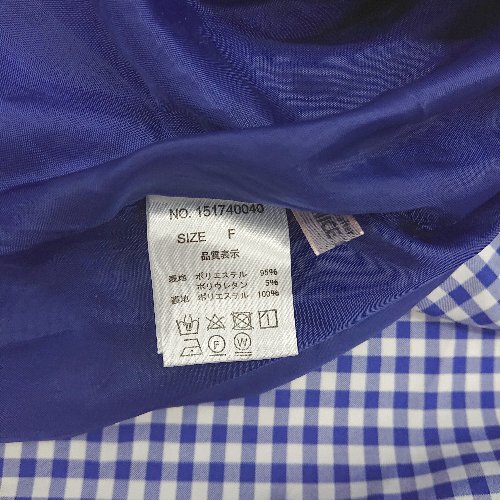 NO. 151740040
SIZE F
品質表示
表地 ポリエステル 95%
ポリウレタン 5%
裏地 ポリエステル 100%
F W